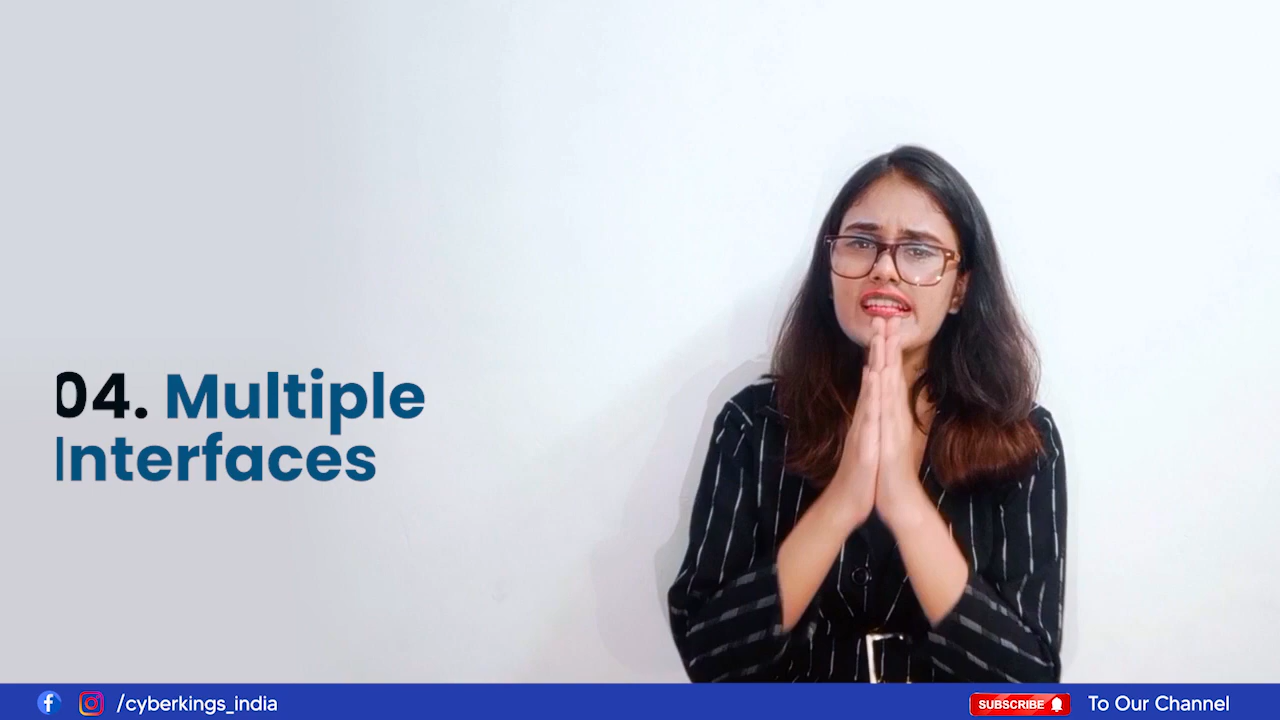 04. Multiple
Interfaces
/cyberkings_india
SUBSCRIBE
To Our Channel